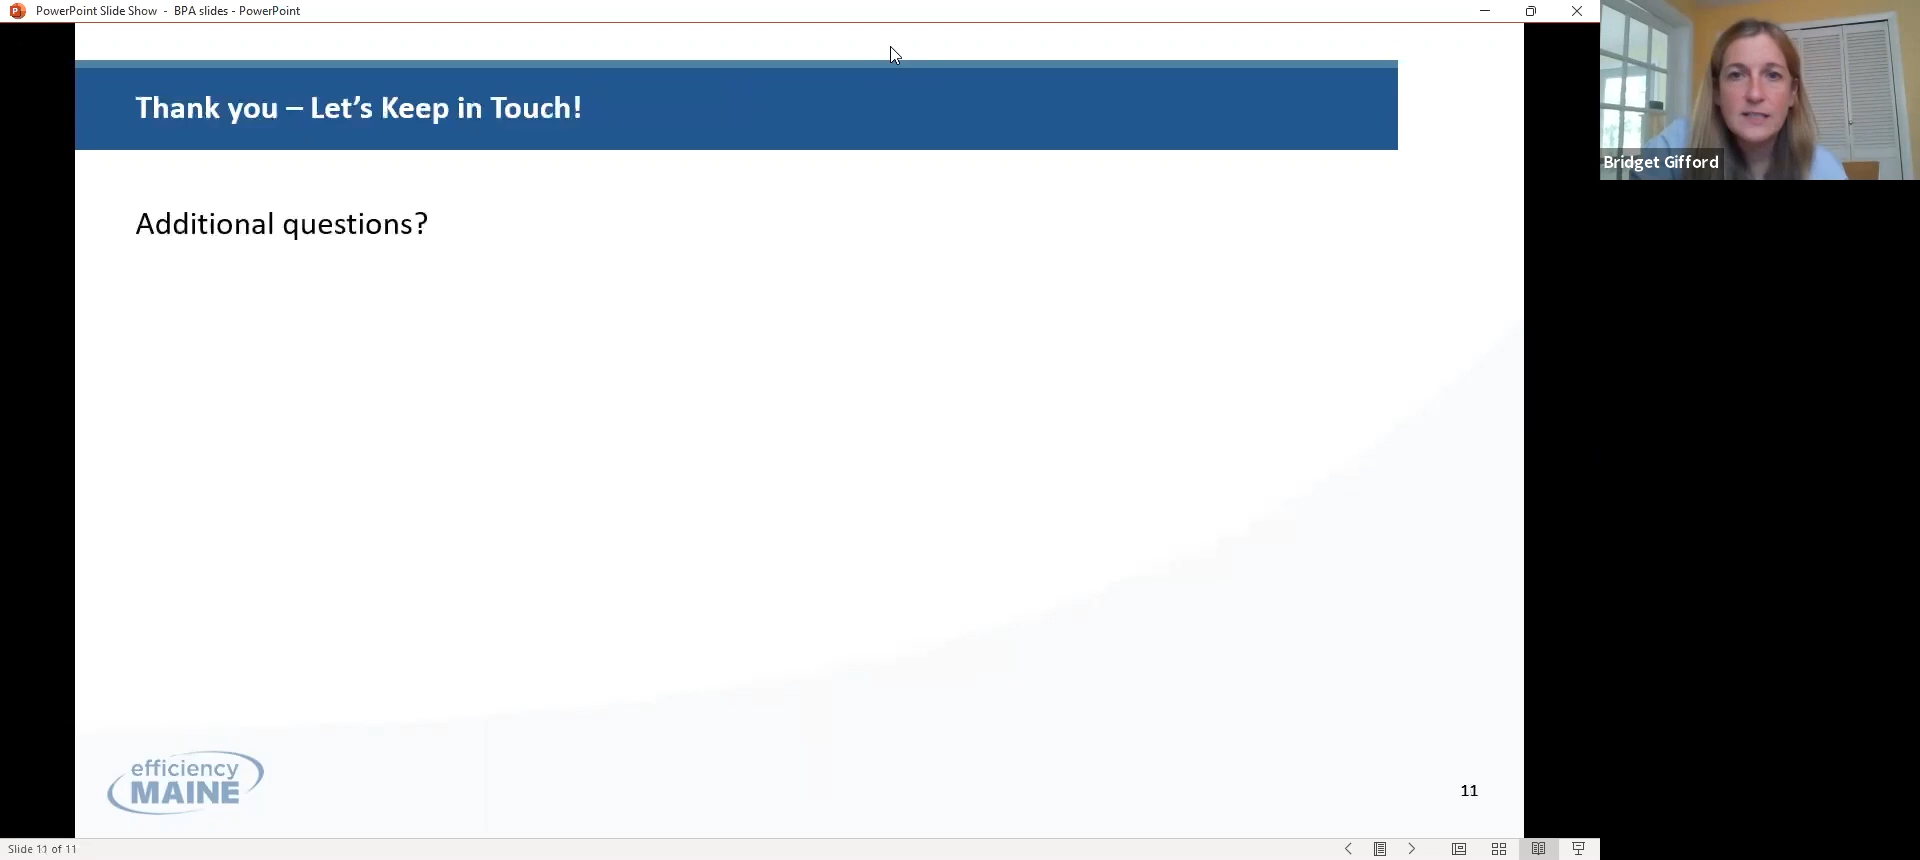 PowerPoint Slide Show - BPA slides - PowerPoint
Thank you – Let’s Keep in Touch!
Bridget Gifford
Additional questions?
efficiency
MAINE
11
Slide 11 of 11